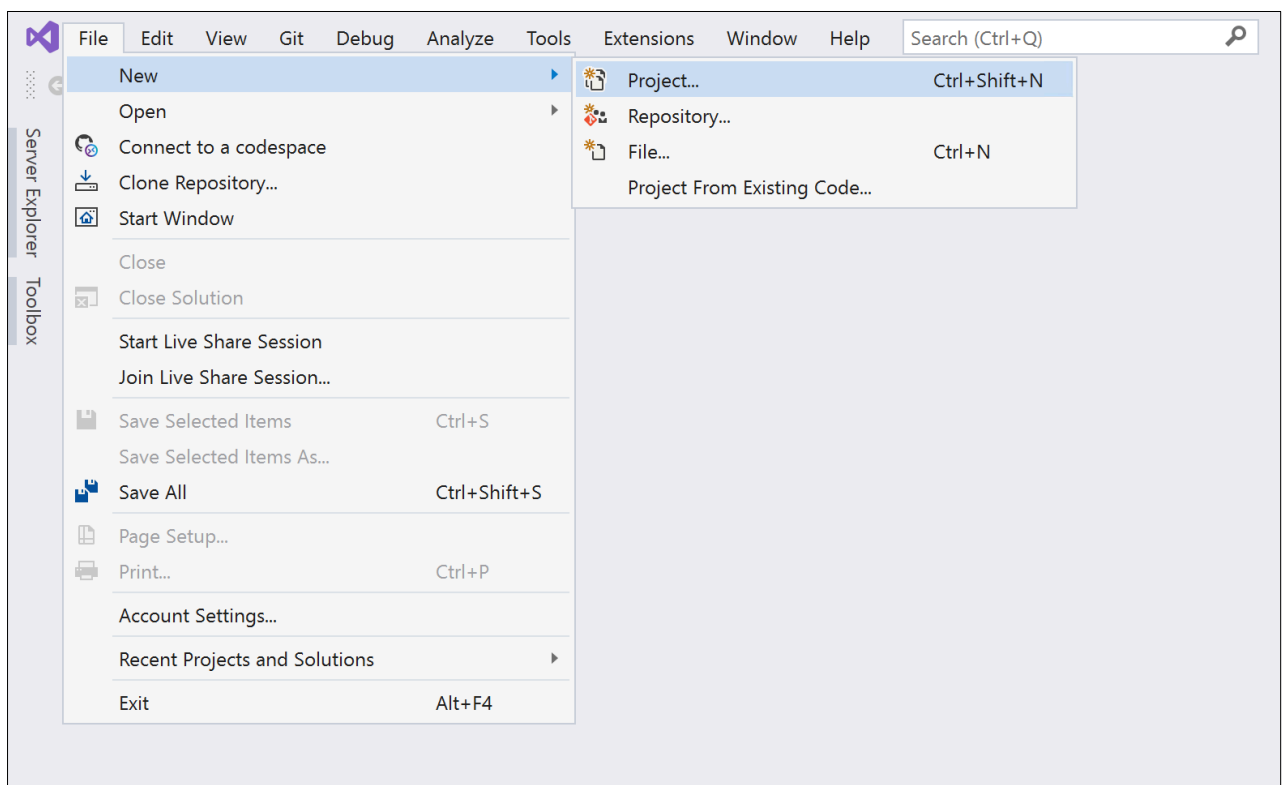 File Edit View Git Debug Analyze Tools Extensions Window Help Search (Ctrl+Q)
New
Project... Ctrl+Shift+N
Open
Repository...
Connect to a codespace
File... Ctrl+N
Clone Repository...
Project From Existing Code...
Start Window
Close
Close Solution
Start Live Share Session
Join Live Share Session...
Save Selected Items Ctrl+S
Save Selected Items As...
Save All Ctrl+Shift+S
Page Setup...
Print... Ctrl+P
Account Settings...
Recent Projects and Solutions
Exit Alt+F4
Server Explorer
Toolbox